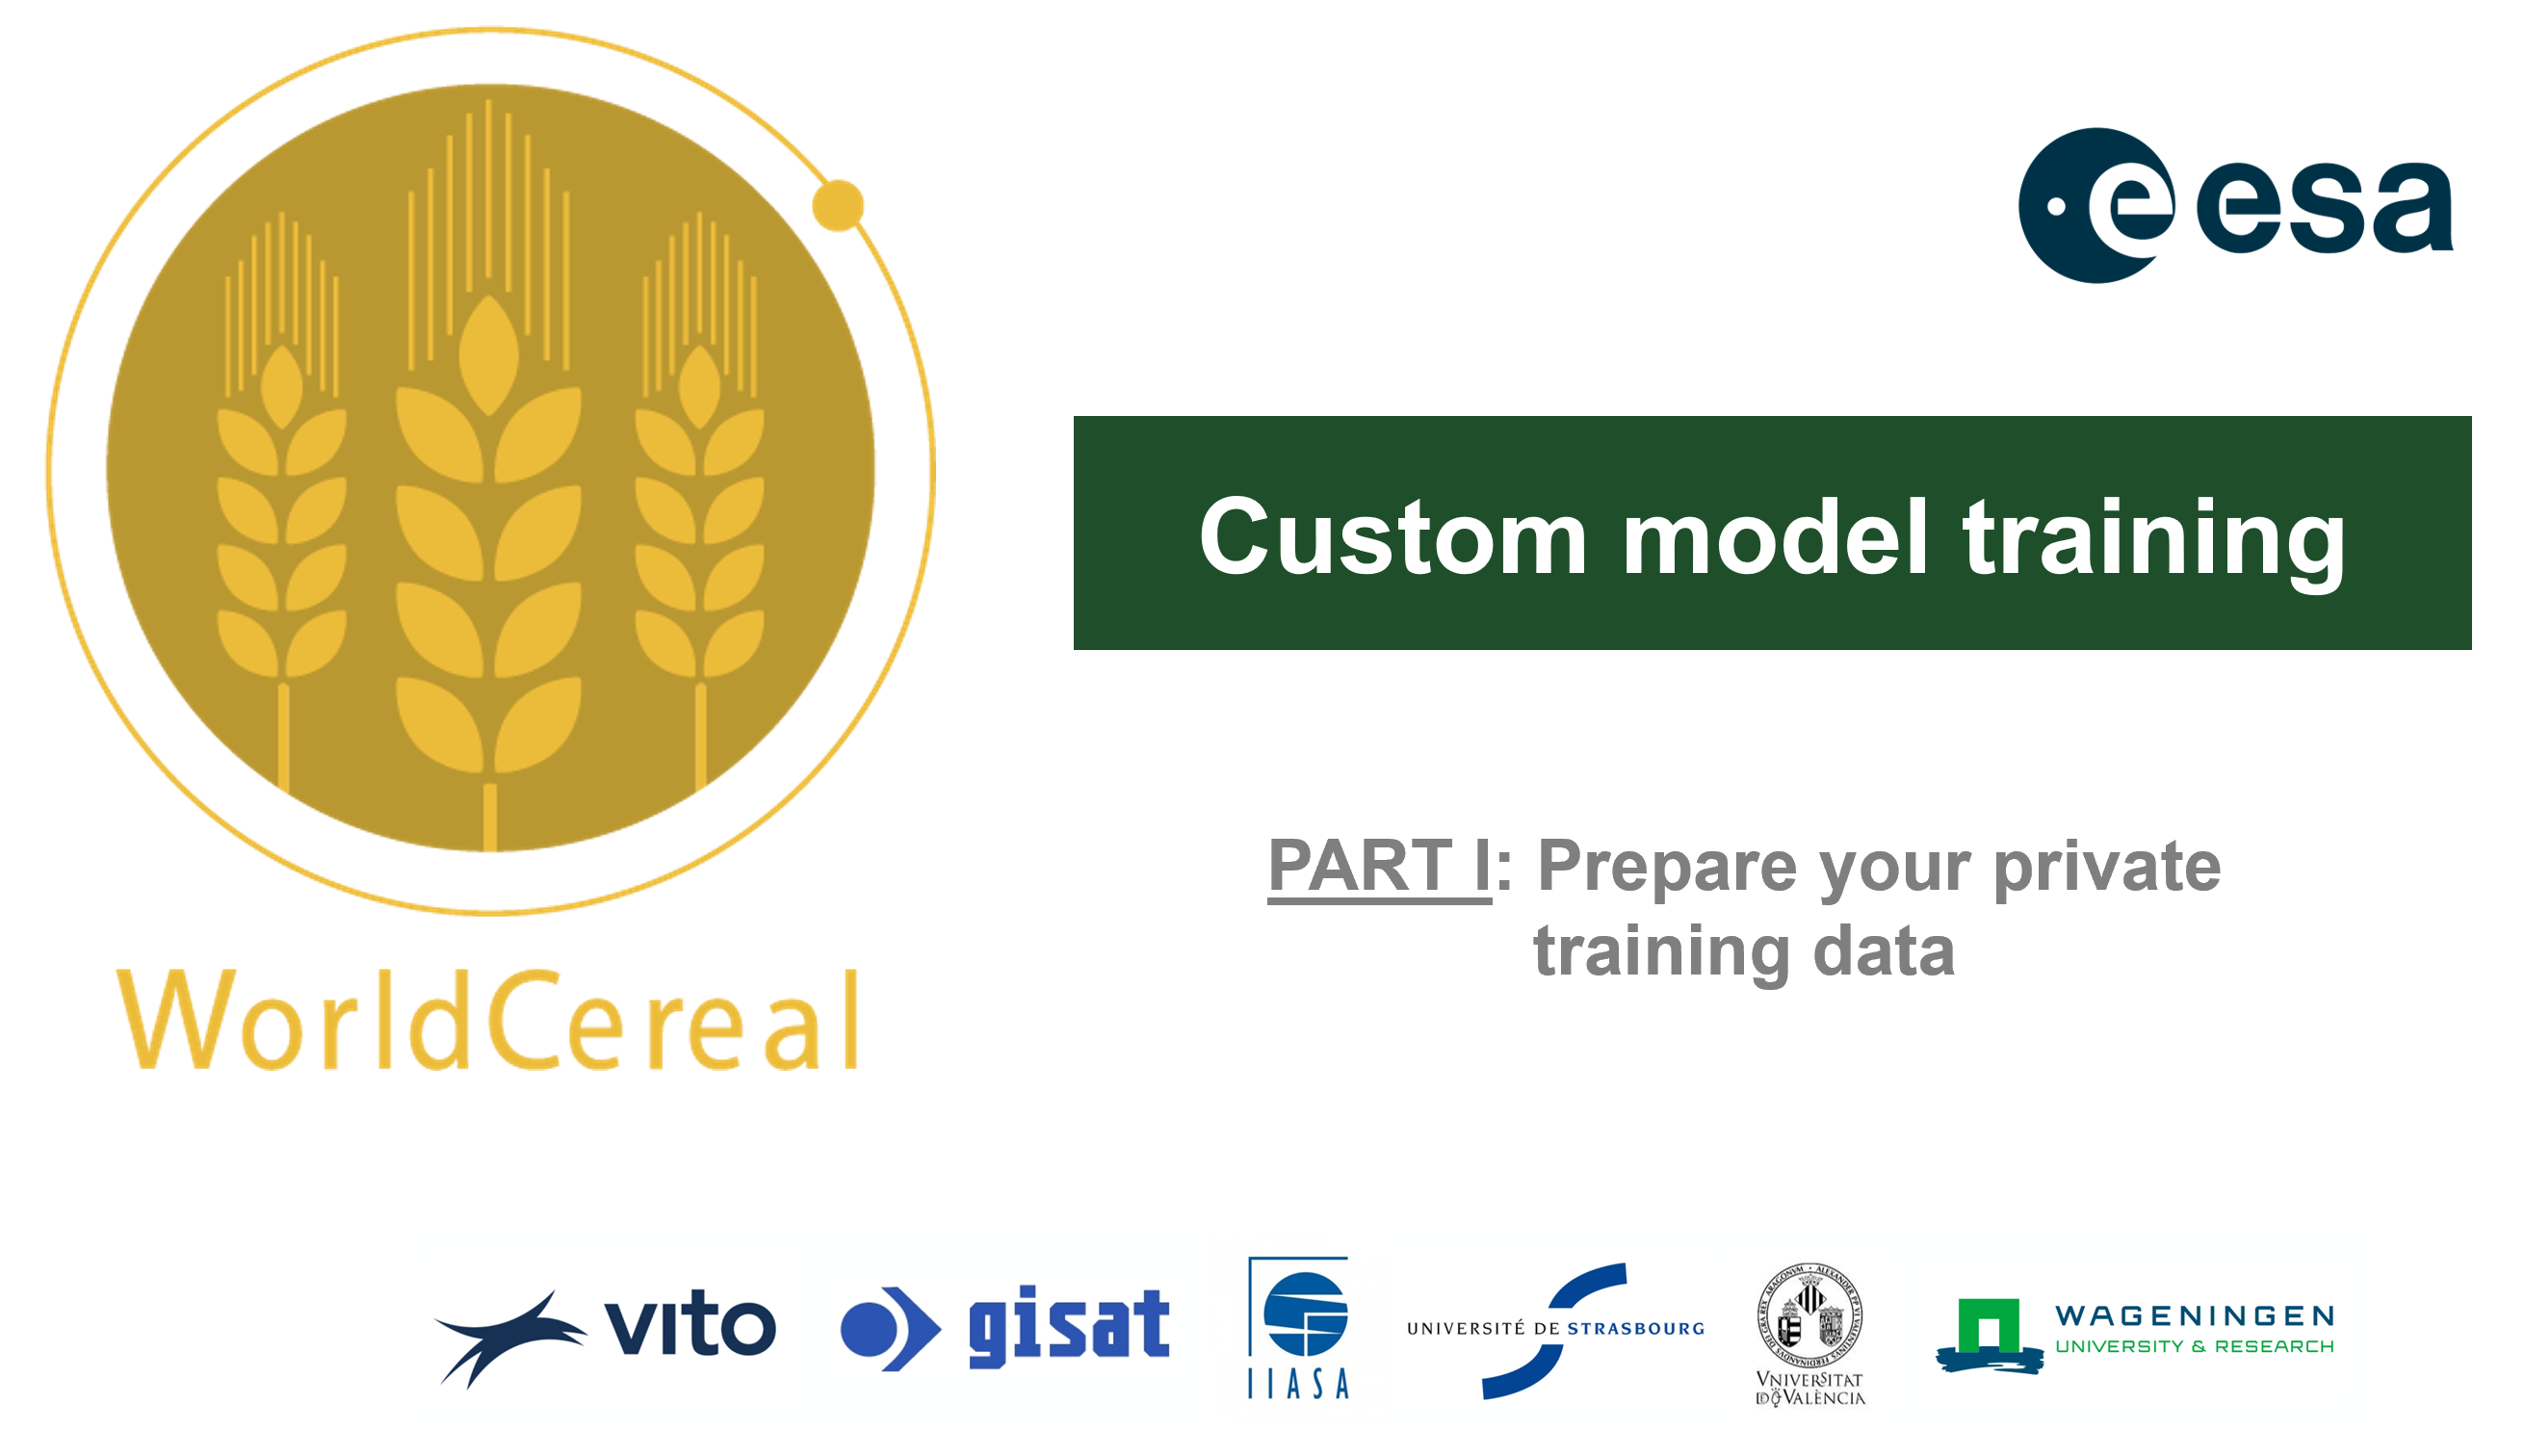 esa
Custom model training
PART I: Prepare your private
training data
WorldCereal
vito
gisat
IIASA
UNIVERSITÉ DE STRASBOURG
VNIVERSITAT
DE VALÈNCIA
WAGENINGEN
UNIVERSITY & RESEARCH